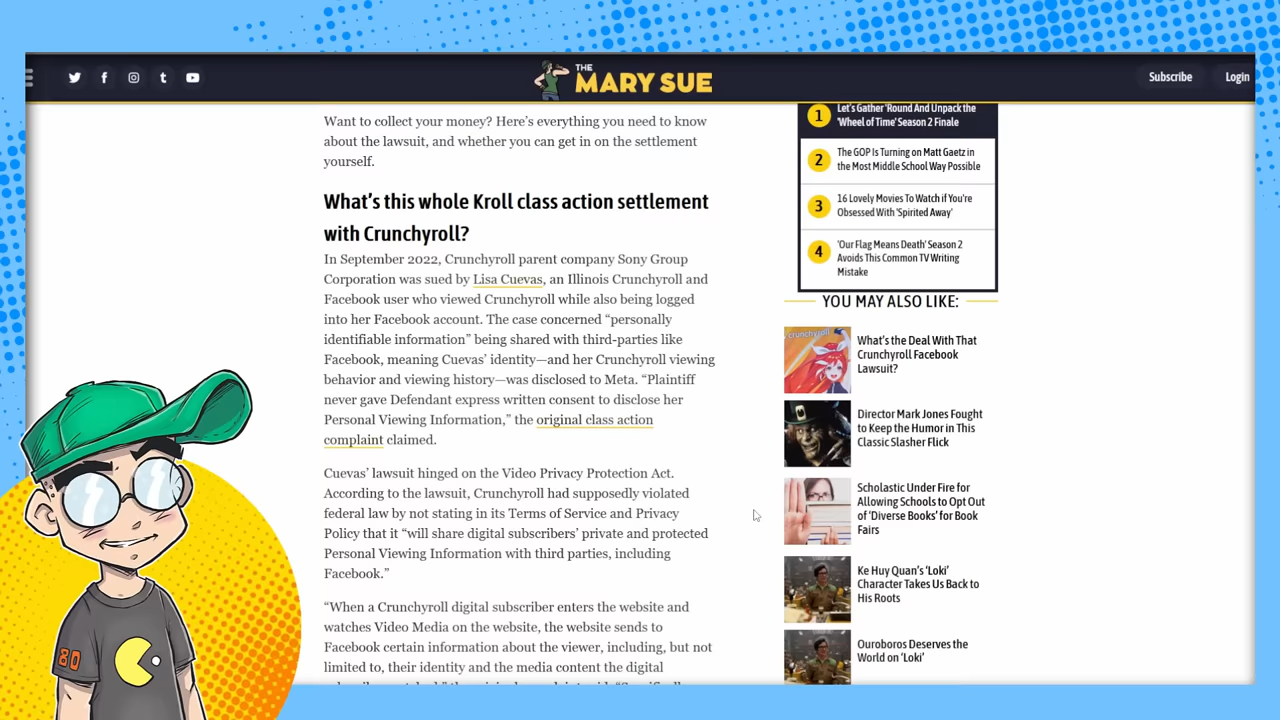 THE
MARY SUE
Subscribe
Login
Want to collect your money? Here’s everything you need to know
about the lawsuit, and whether you can get in on the settlement
yourself.
What’s this whole Kroll class action settlement
with Crunchyroll?
In September 2022, Crunchyroll parent company Sony Group
Corporation was sued by Lisa Cuevas, an Illinois Crunchyroll and
Facebook user who viewed Crunchyroll while also being logged
into her Facebook account. The case concerned “personally
identifiable information” being shared with third-parties like
Facebook, meaning Cuevas’ identity—and her Crunchyroll viewing
behavior and viewing history—was disclosed to Meta. “Plaintiff
never gave Defendant express written consent to disclose her
Personal Viewing Information,” the original class action
complaint claimed.
Cuevas’ lawsuit hinged on the Video Privacy Protection Act.
According to the lawsuit, Crunchyroll had supposedly violated
federal law by not stating in its Terms of Service and Privacy
Policy that it “will share digital subscribers’ private and protected
Personal Viewing Information with third parties, including
Facebook.”
“When a Crunchyroll digital subscriber enters the website and
watches Video Media on the website, the website sends to
Facebook certain information about the viewer, including, but not
limited to, their identity and the media content the digital
1
Let's Gather 'Round And Unpack the
'Wheel of Time' Season 2 Finale
2
The GOP Is Turning on Matt Gaetz in
the Most Middle School Way Possible
3
16 Lovely Movies To Watch if You're
Obsessed With 'Spirited Away'
4
'Our Flag Means Death' Season 2
Avoids This Common TV Writing
Mistake
YOU MAY ALSO LIKE:
crunchyroll
What's the Deal With That
Crunchyroll Facebook
Lawsuit?
Director Mark Jones Fought
to Keep the Humor in This
Classic Slasher Flick
Scholastic Under Fire for
Allowing Schools to Opt Out
of ‘Diverse Books’ for Book
Fairs
Ke Huy Quan’s ‘Loki’
Character Takes Us Back to
His Roots
Ouroboros Deserves the
World on ‘Loki’
80